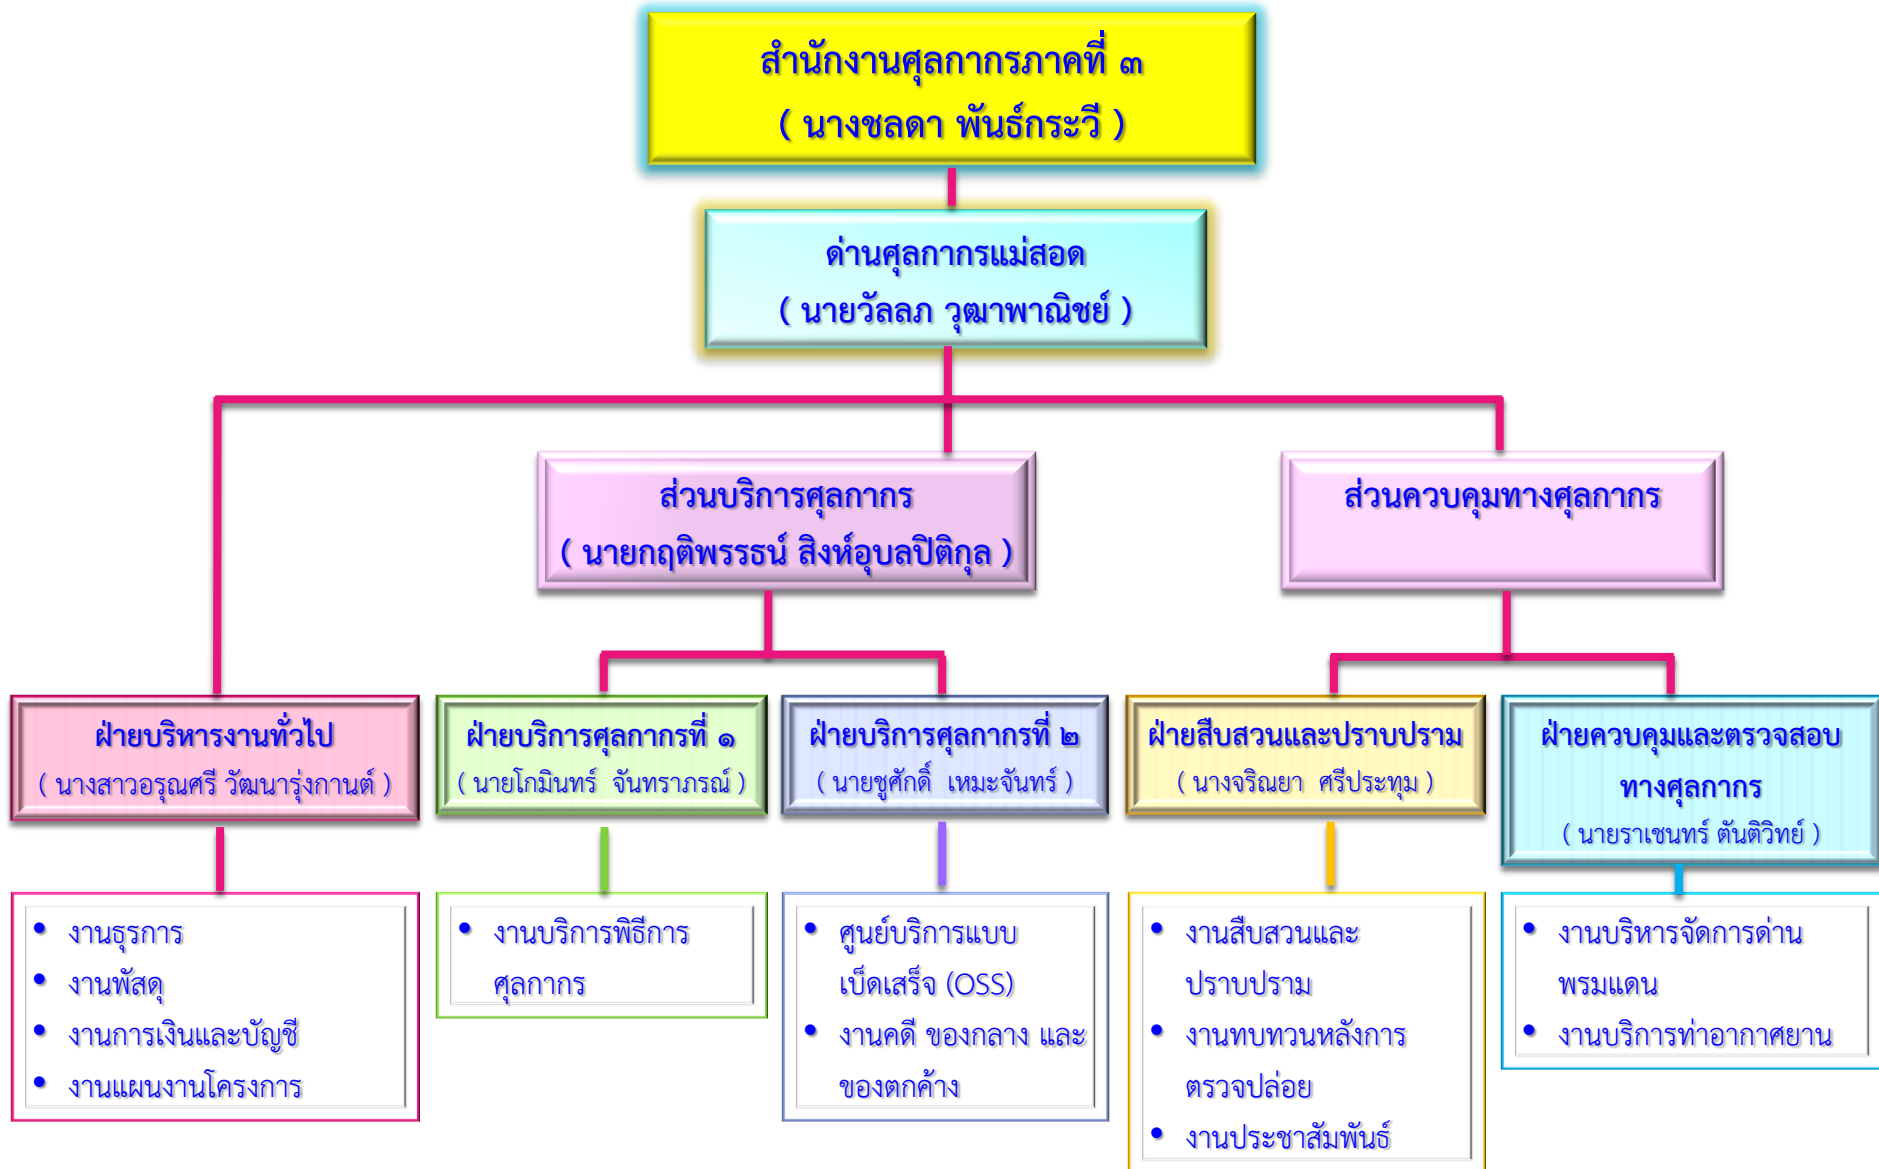 สำนักงานศุลกากรภาคที่ ๓
( นางชลดา พันธ์กระวี )
ด่านศุลกากรแม่สอด
( นายวัลลภ วุฒาพาณิชย์ )
ส่วนบริการศุลกากร
( นายกฤติพรรธน์ สิงห์อุบลปิติกุล )
ส่วนควบคุมทางศุลกากร
ฝ่ายบริหารงานทั่วไป
( นางสาวอรุณศรี วัฒนารุ่งกานต์ )
ฝ่ายบริการศุลกากรที่ ๑
( นายโกมินทร์ จันทราภรณ์ )
ฝ่ายบริการศุลกากรที่ ๒
( นายชูศักดิ์ เหมะจันทร์ )
ฝ่ายสืบสวนและปราบปราม
( นางจริณยา ศรีประทุม )
ฝ่ายควบคุมและตรวจสอบ
ทางศุลกากร
( นายราเชนทร์ ตันติวิทย์ )
• งานธุรการ
• งานพัสดุ
• งานการเงินและบัญชี
• งานแผนงานโครงการ
• งานบริการพิธีการ
ศุลกากร
• ศูนย์บริการแบบ
เบ็ดเสร็จ (OSS)
• งานคดี ของกลาง และ
ของตกค้าง
• งานสืบสวนและ
ปราบปราม
• งานทบทวนหลังการ
ตรวจปล่อย
• งานประชาสัมพันธ์
• งานบริหารจัดการด่าน
พรมแดน
• งานบริการท่าอากาศยาน